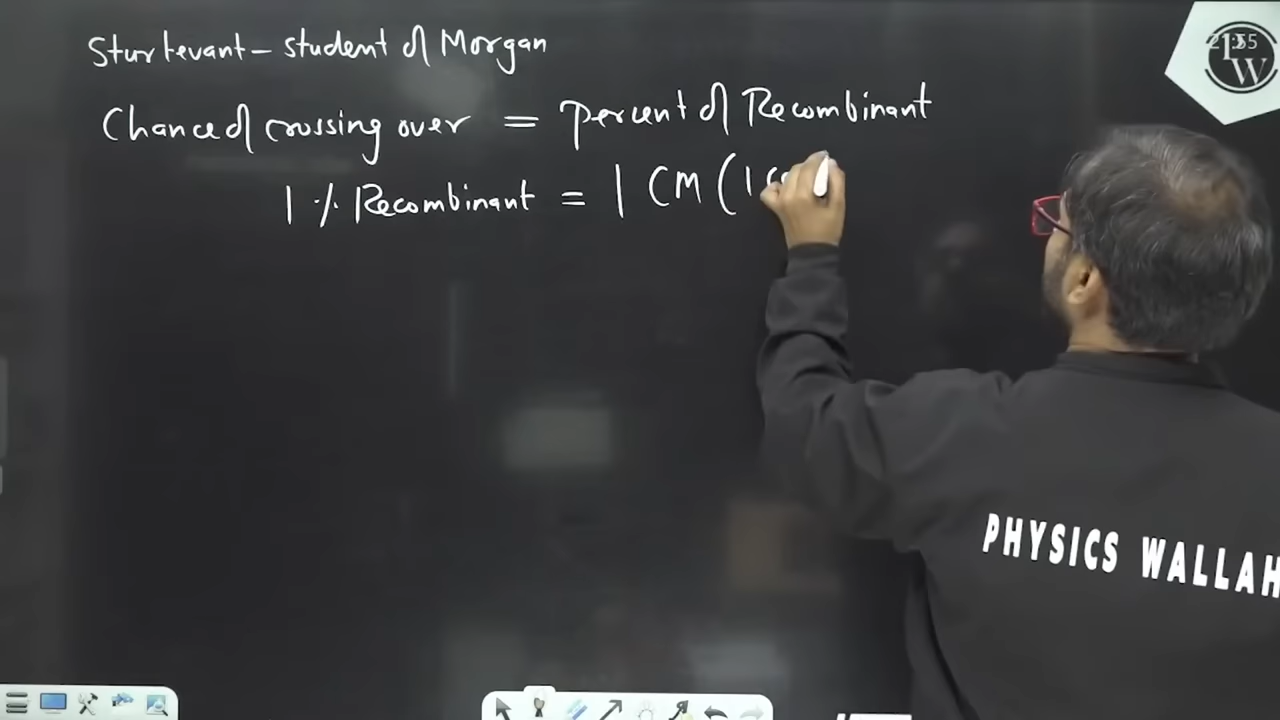 Sturtevant – student of Morgan
Chance of crossing over = percent of Recombinant
1 % Recombinant = 1 CM (1
PHYSICS WALLAH
W